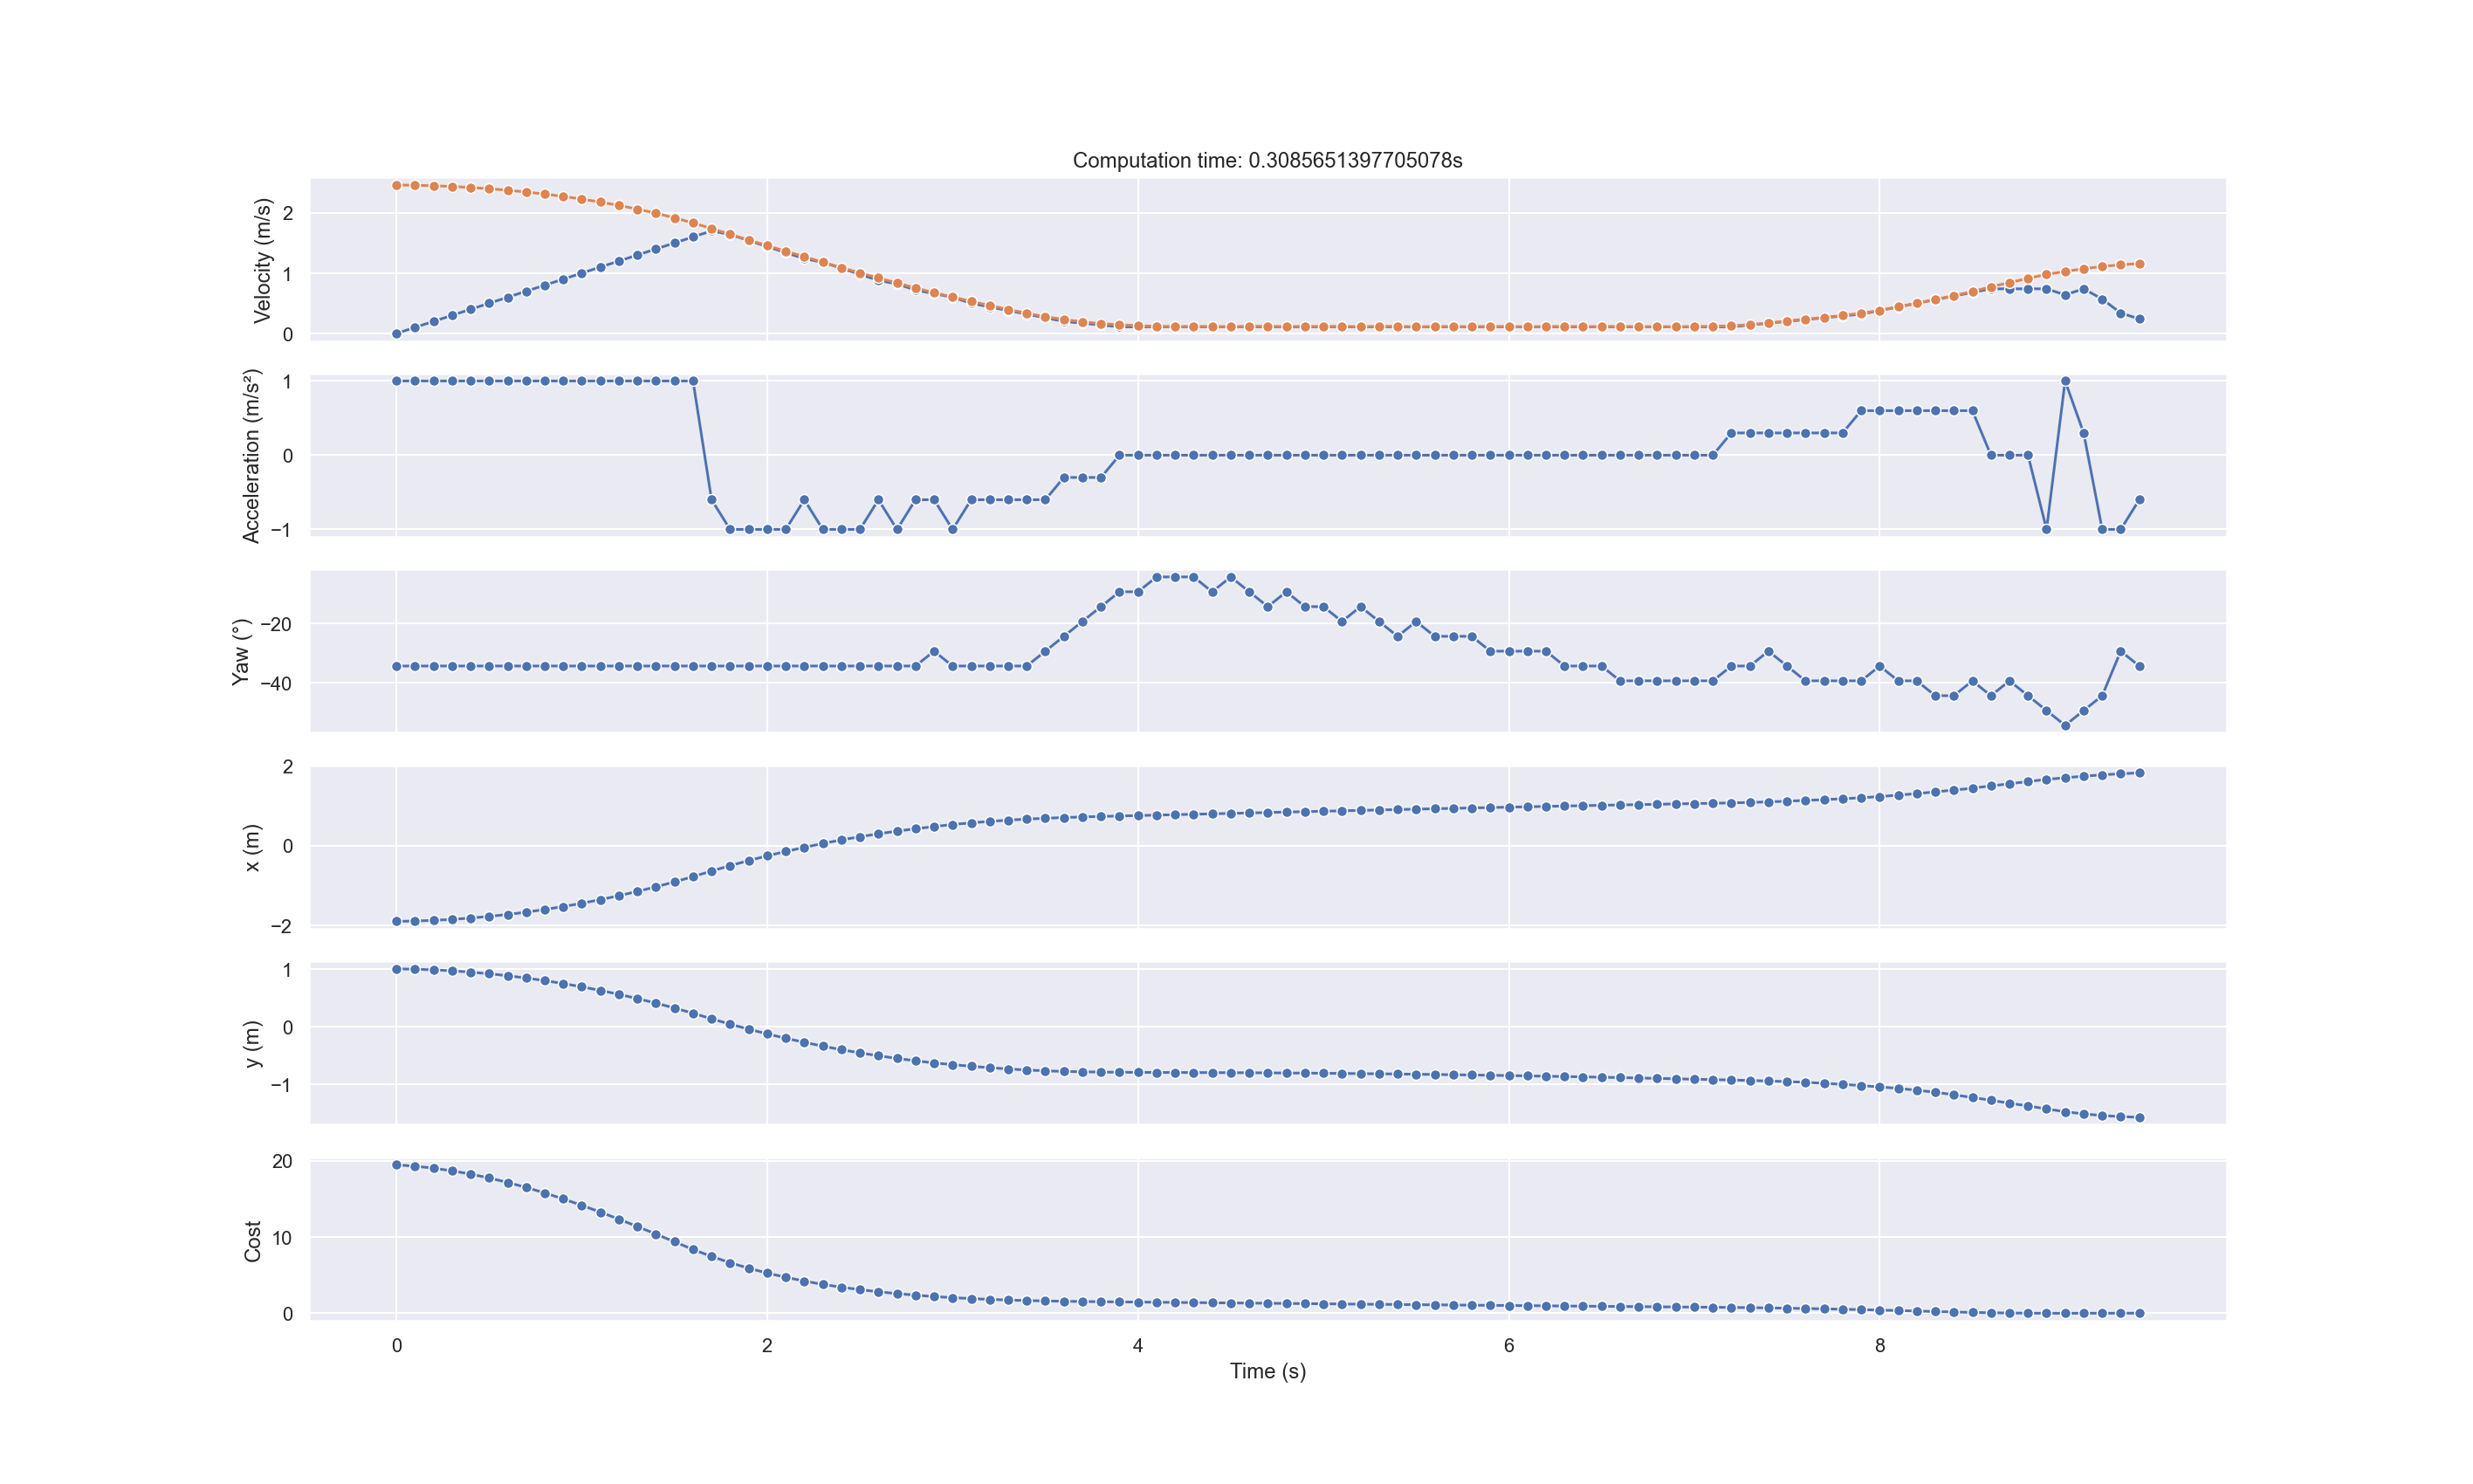 Computation time: 0.3085651397705078s
Velocity (m/s)
2
1
0
Acceleration (m/s²)
1
0
−1
Yaw (°)
−20
−40
x (m)
2
0
−2
y (m)
1
0
−1
Cost
20
10
0
0 2 4 6 8
Time (s)